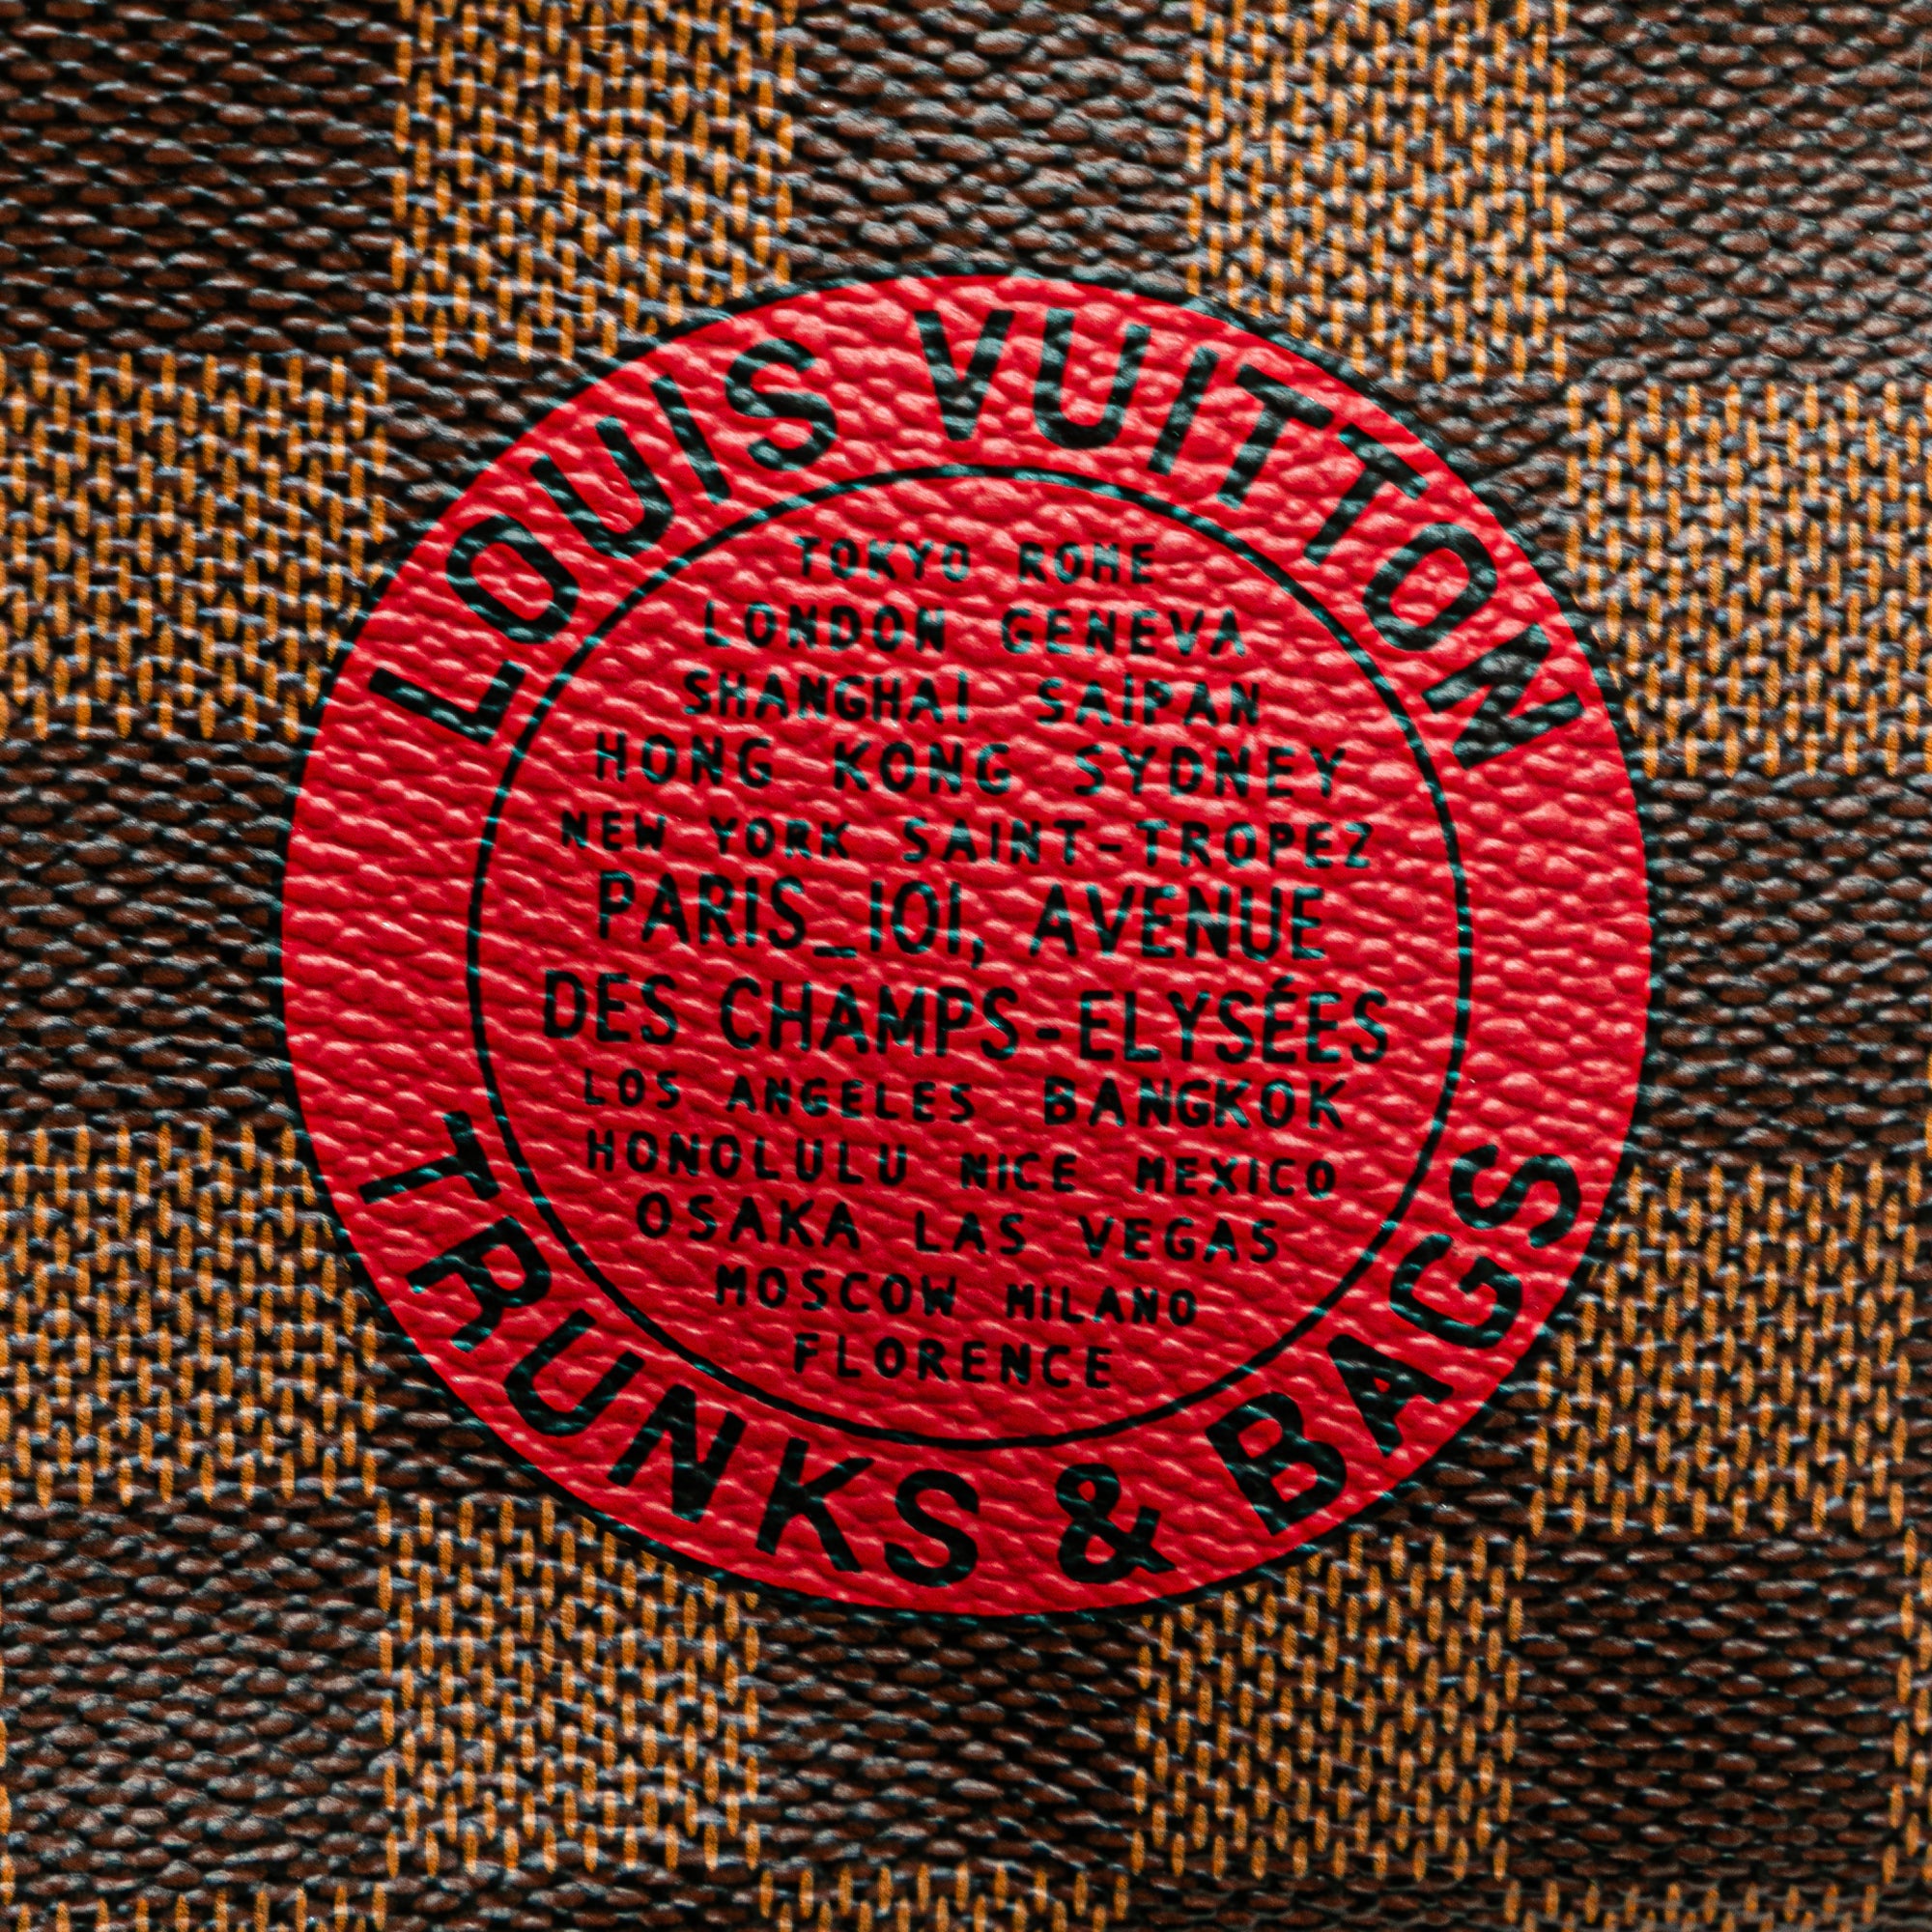 LOUIS VUITTON
TOKYO ROME
LONDON GENEVA
SHANGHAI SAIPAN
HONG KONG SYDNEY
NEW YORK SAINT-TROPEZ
PARIS_101, AVENUE
DES CHAMPS-ELYSÉES
LOS ANGELES BANGKOK
HONOLULU NICE MEXICO
OSAKA LAS VEGAS
MOSCOW MILANO
FLORENCE
TRUNKS & BAGS